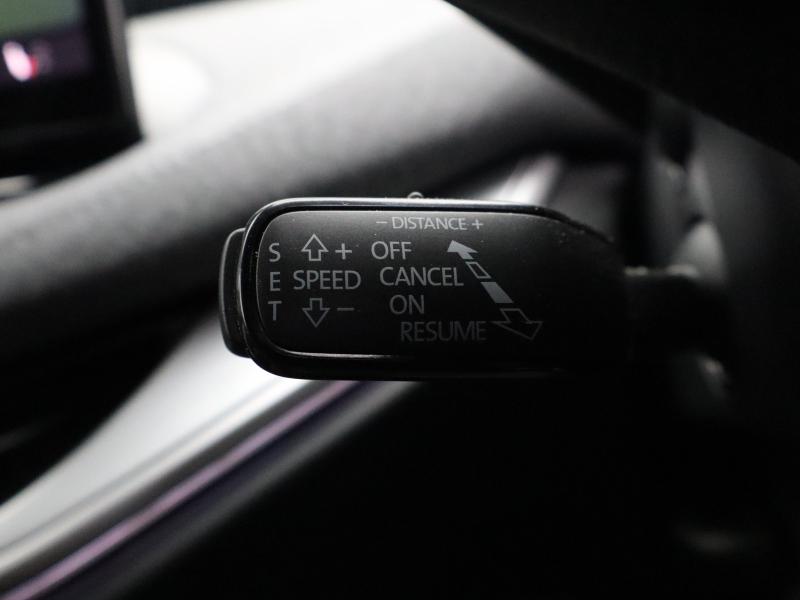 − DISTANCE +
S + OFF
E SPEED CANCEL
T − ON
RESUME